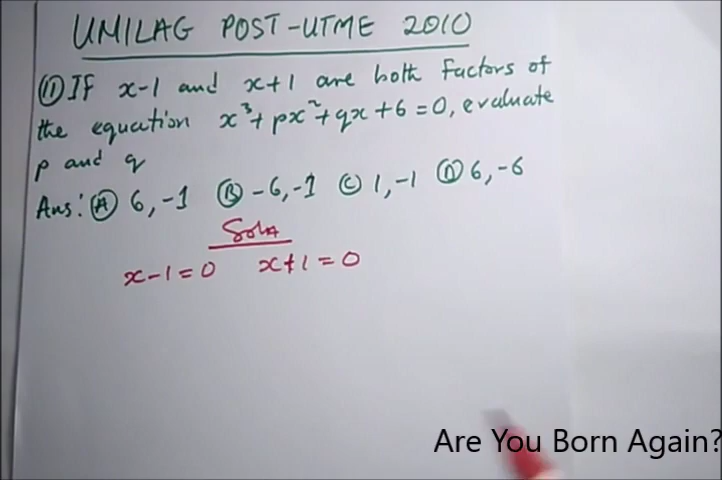 UMILAG POST-UTME 2010
(11) If x-1 and x+1 are both factors of
the equation x³+px²+qx+6=0, evaluate
p and q
Ans: (A) 6,-1 (B) -6,-1 (C) 1,-1 (D) 6,-6
Soln
x-1=0 x+1=0
Are You Born Again?